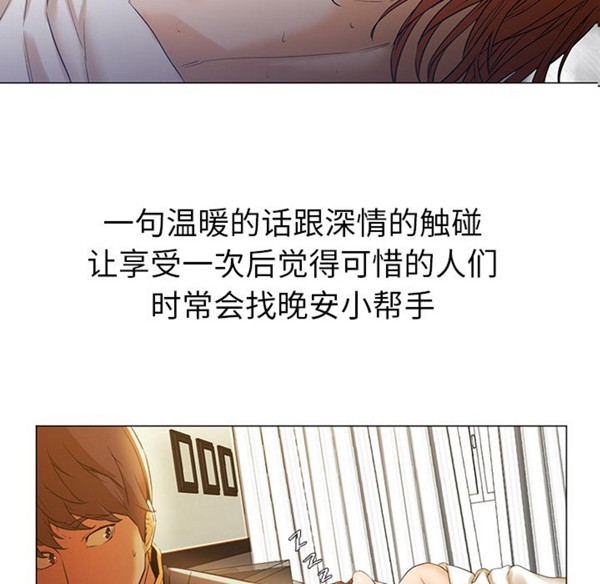 一句温暖的话跟深情的触碰
让享受一次后觉得可惜的人们
时常会找晚安小帮手
ZZZ